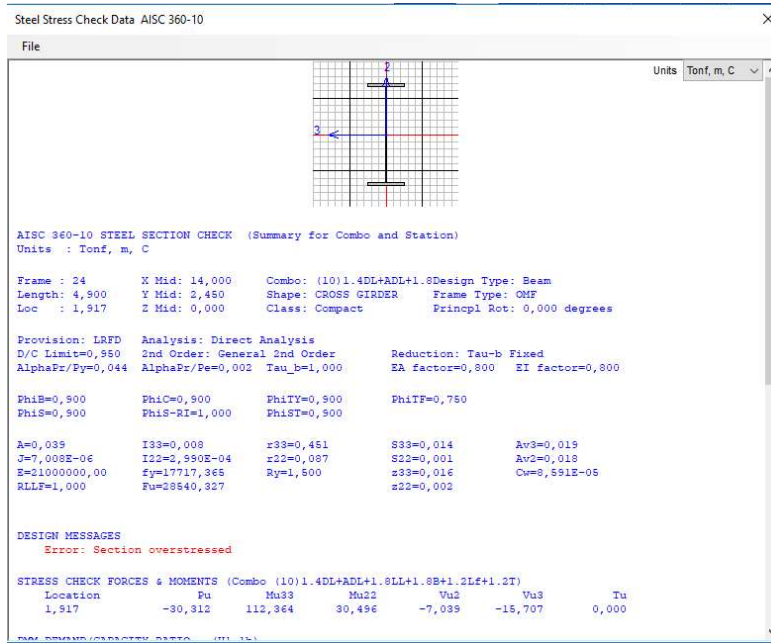 Steel Stress Check Data AISC 360-10
File
Units Tonf, m, C
2
3
AISC 360-10 STEEL SECTION CHECK (Summary for Combo and Station)
Units : Tonf, m, C
Frame : 24 X Mid: 14,000 Combo: (10)1.4DL+ADL+1.8Design Type: Beam
Length: 4,900 Y Mid: 2,450 Shape: CROSS GIRDER Frame Type: OMF
Loc : 1,917 Z Mid: 0,000 Class: Compact Princpl Rot: 0,000 degrees
Provision: LRFD Analysis: Direct Analysis
D/C Limit=0,950 2nd Order: General 2nd Order Reduction: Tau-b Fixed
AlphaPr/Py=0,044 AlphaPr/Pe=0,002 Tau_b=1,000 EA factor=0,800 EI factor=0,800
PhiB=0,900 PhiC=0,900 PhiTY=0,900 PhiTF=0,750
PhiS=0,900 PhiS-RI=1,000 PhiST=0,900
A=0,039 I33=0,008 r33=0,451 S33=0,014 Av3=0,019
J=7,008E-06 I22=2,990E-04 r22=0,087 S22=0,001 Av2=0,018
E=21000000,00 fy=17717,365 Ry=1,500 z33=0,016 Cw=8,591E-05
RLLF=1,000 Fu=28540,327 z22=0,002
DESIGN MESSAGES
Error: Section overstressed
STRESS CHECK FORCES & MOMENTS (Combo (10)1.4DL+ADL+1.8LL+1.8B+1.2Lf+1.2T)
Location Pu Mu33 Mu22 Vu2 Vu3 Tu
1,917 -30,312 112,364 30,496 -7,039 -15,707 0,000
PMM DEMAND/CAPACITY RATIO (H1-1b)